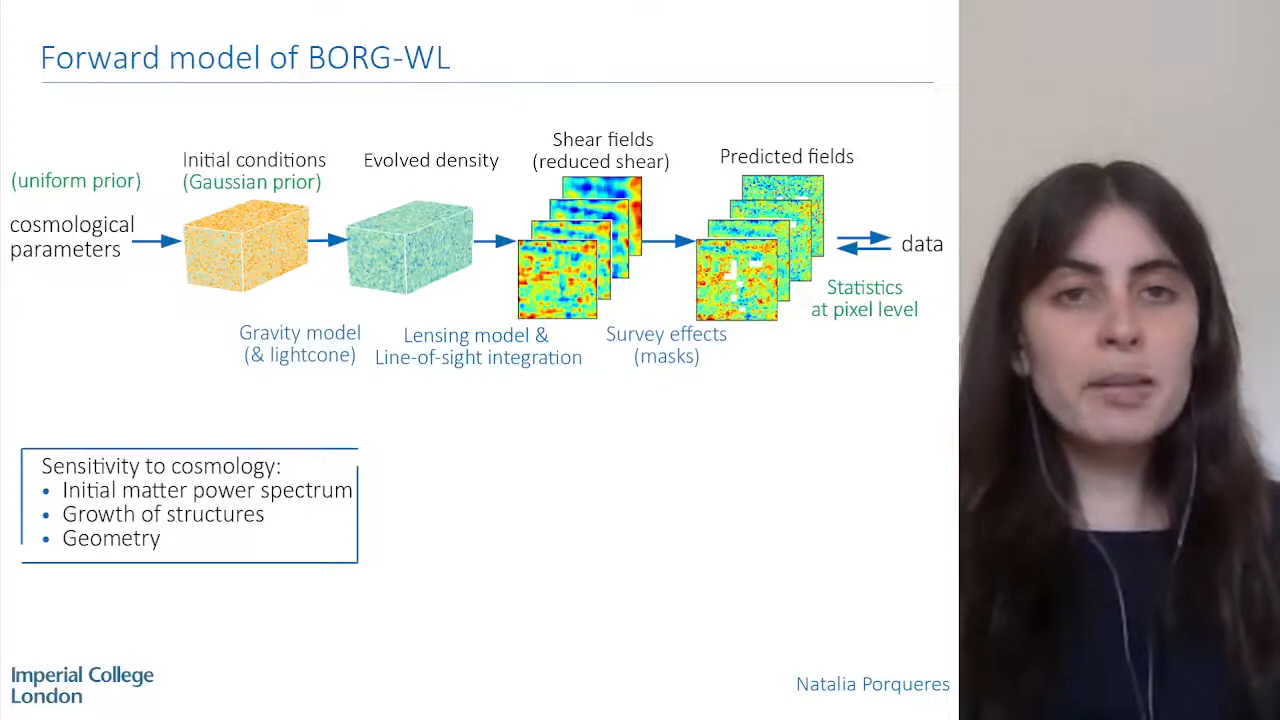 Forward model of BORG-WL
Shear fields
(reduced shear)
Initial conditions
(Gaussian prior)
Evolved density
Predicted fields
(uniform prior)
cosmological
parameters
data
Statistics
at pixel level
Gravity model
(& lightcone)
Lensing model &
Line-of-sight integration
Survey effects
(masks)
Sensitivity to cosmology:
• Initial matter power spectrum
• Growth of structures
• Geometry
Imperial College
London
Natalia Porqueres